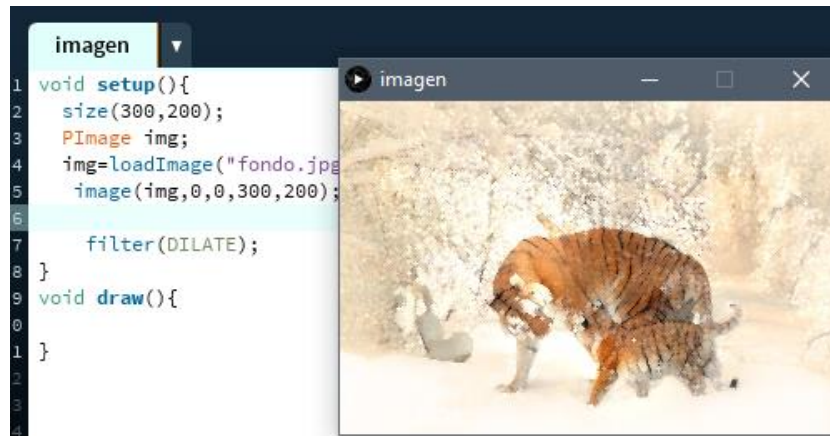 imagen ▼
1 void setup(){
2 size(300,200);
3 PImage img;
4 img=loadImage("fondo.jpg
5 image(img,0,0,300,200);
6
7 filter(DILATE);
8 }
9 void draw(){
0
1 }
2
3
4
imagen